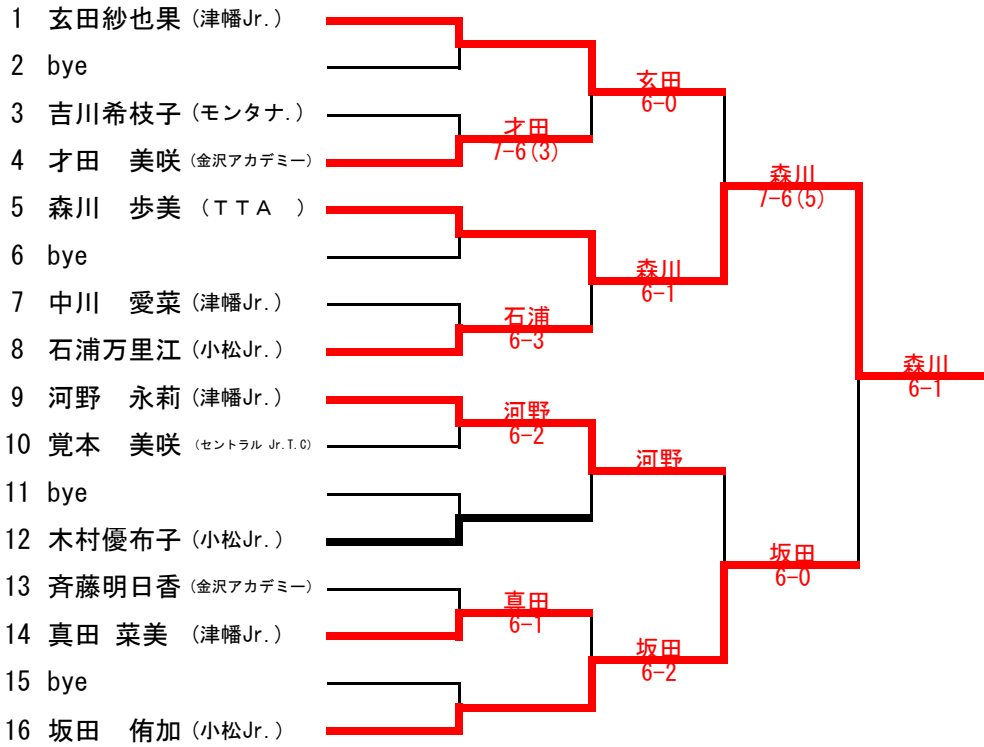 1 玄田紗也果 (津幡Jr.)
2 bye
3 吉川希枝子 (モンタナ.)
4 才田 美咲 (金沢アカデミー)
5 森川 歩美 (TTA )
6 bye
7 中川 愛菜 (津幡Jr.)
8 石浦万里江 (小松Jr.)
9 河野 永莉 (津幡Jr.)
10 覚本 美咲 (セントラル Jr.T.C)
11 bye
12 木村優布子 (小松Jr.)
13 斉藤明日香 (金沢アカデミー)
14 真田 菜美 (津幡Jr.)
15 bye
16 坂田 侑加 (小松Jr.)
才田
7-6(3)
石浦
6-3
河野
6-2
真田
6-1
玄田
6-0
森川
6-1
河野
坂田
6-2
森川
7-6(5)
坂田
6-0
森川
6-1